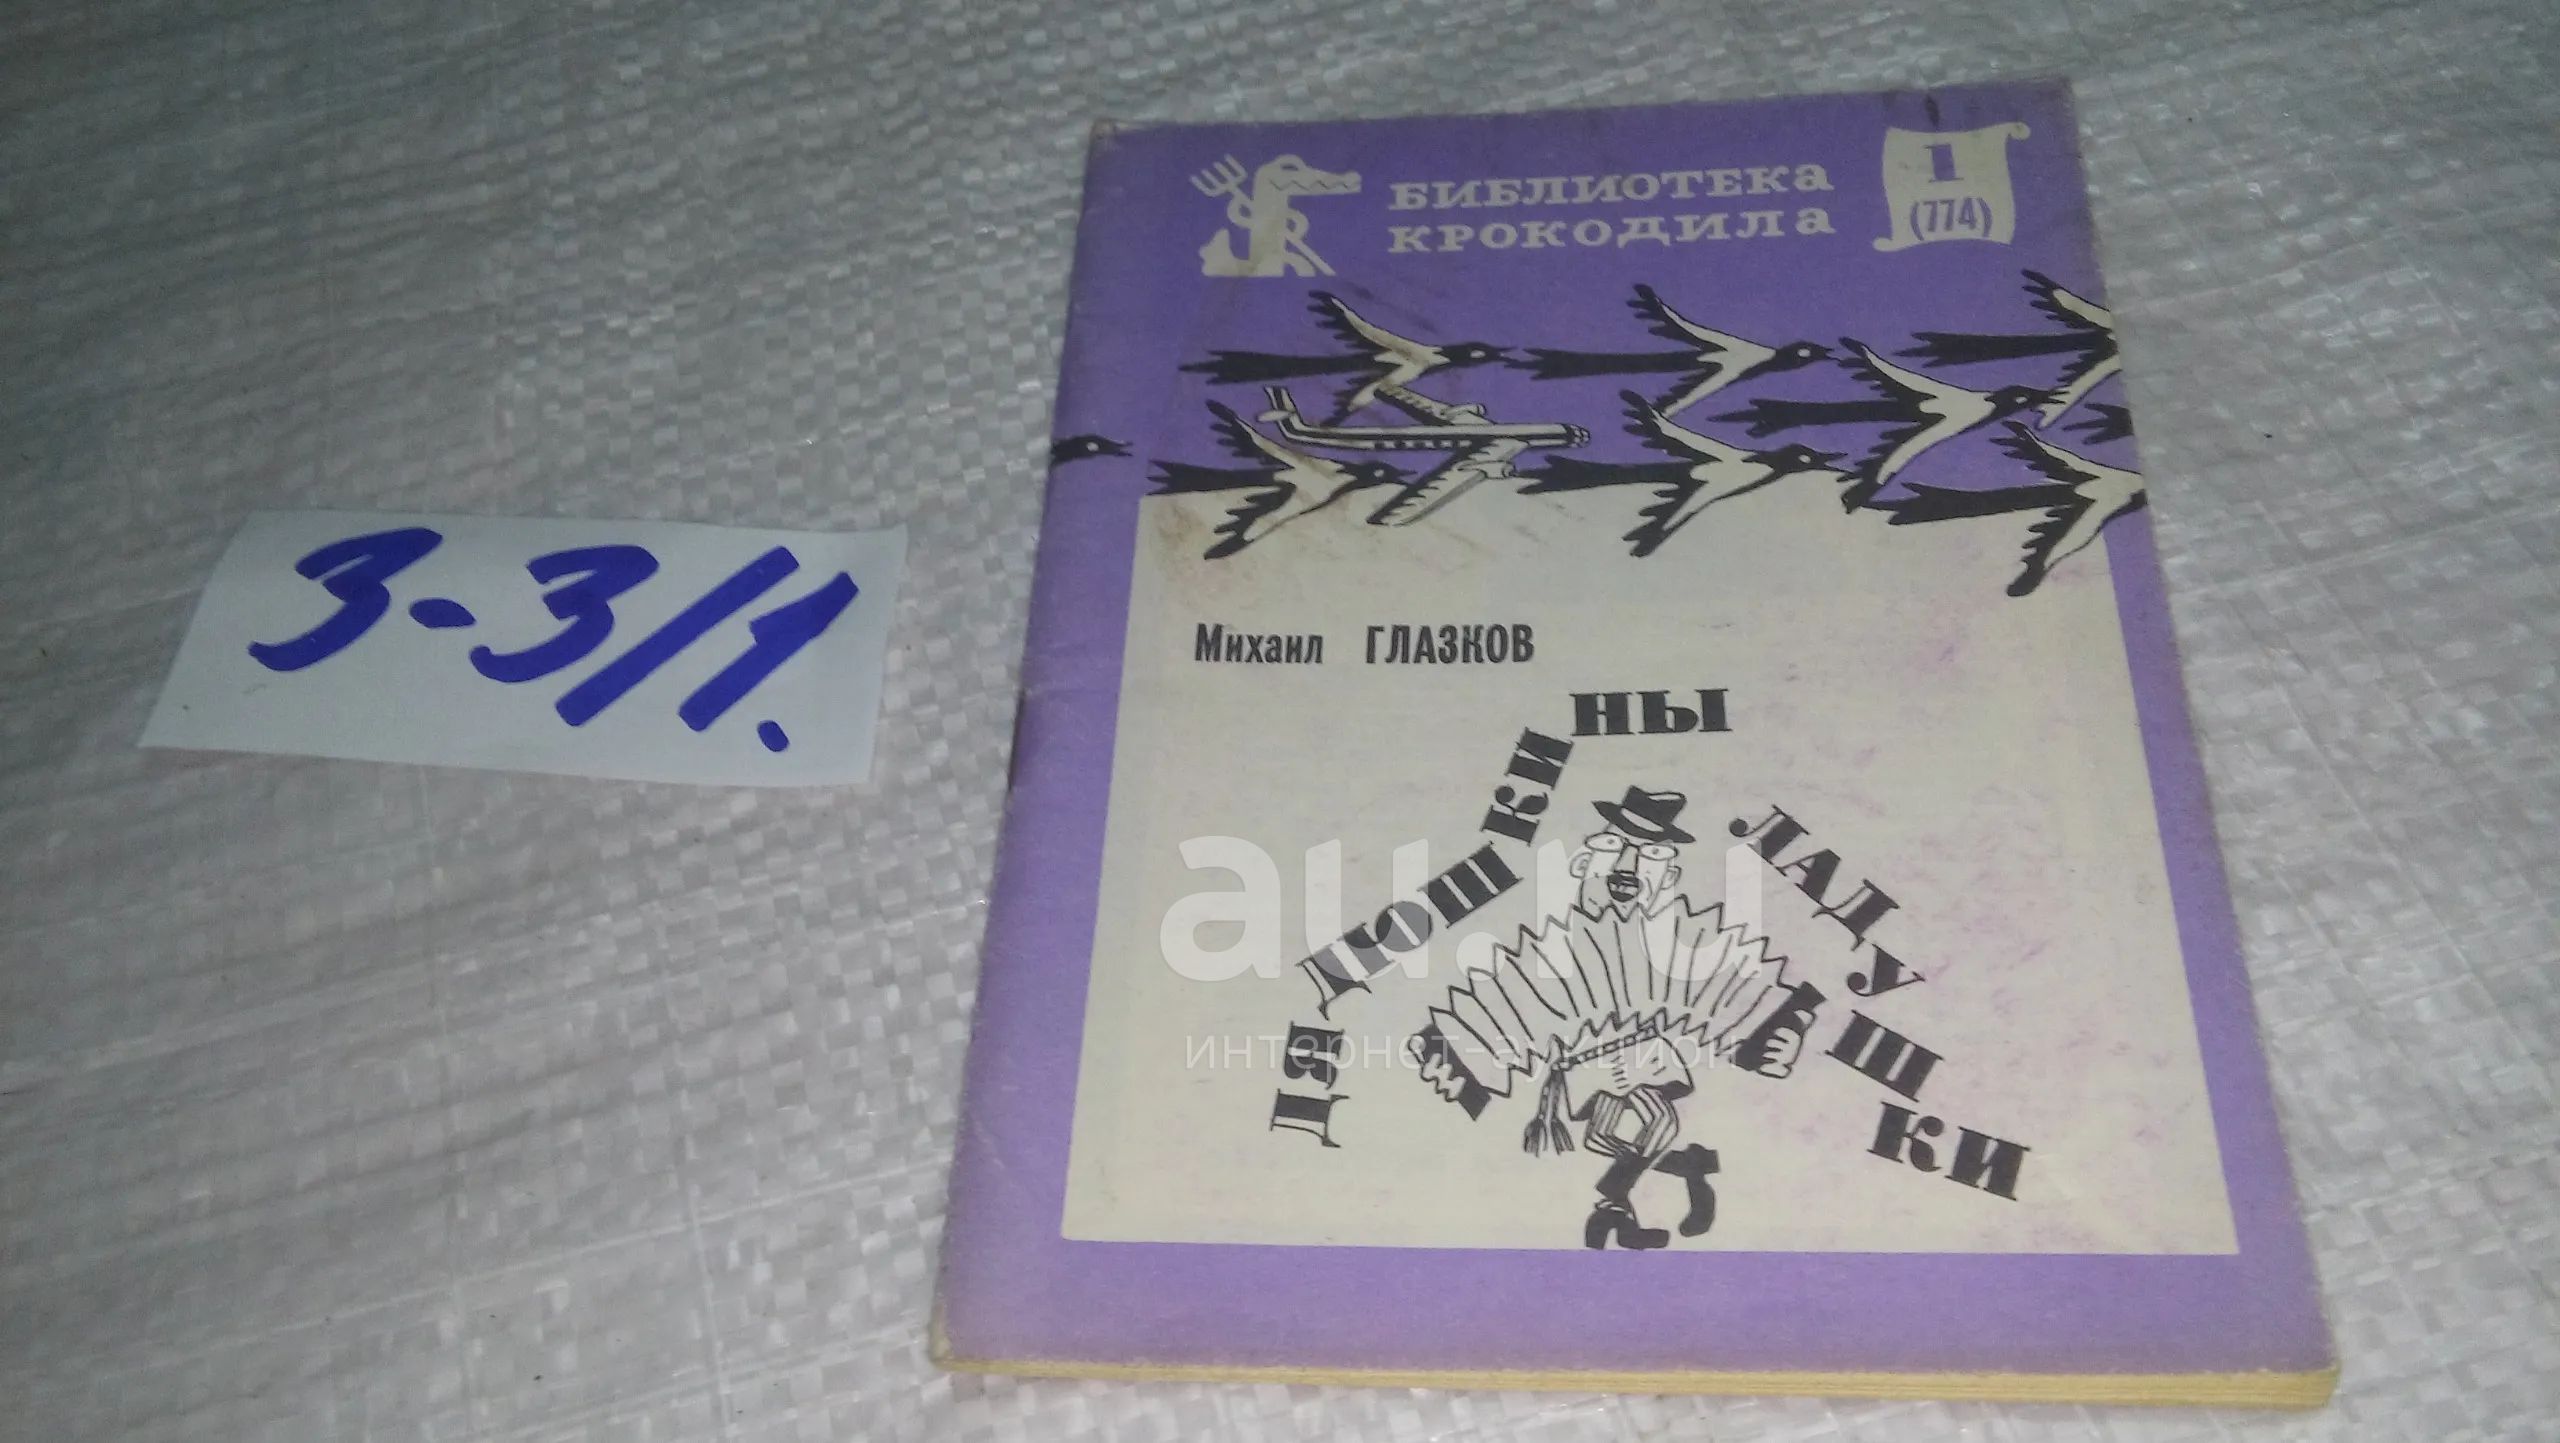 3-3/1.
БИБЛИОТЕКА
КРОКОДИЛА
1
(774)
Михаил ГЛАЗКОВ
ДЯДЮШКИНЫ
ЛАДУШКИ
au.ru
интернет-аукцион